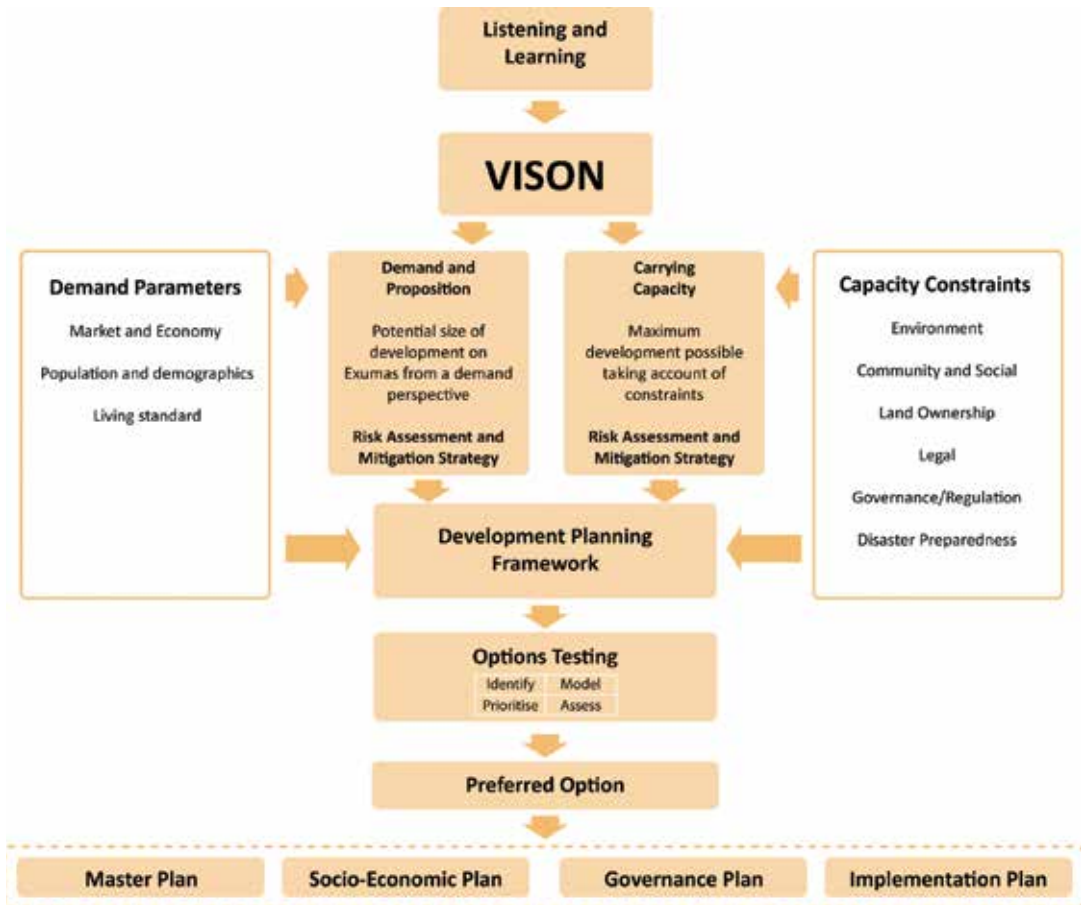 Listening and
Learning
VISON
Demand Parameters
Market and Economy
Population and demographics
Living standard
Demand and
Proposition
Potential size of
development on
Exumas from a demand
perspective
Risk Assessment and
Mitigation Strategy
Carrying
Capacity
Maximum
development possible
taking account of
constraints
Risk Assessment and
Mitigation Strategy
Capacity Constraints
Environment
Community and Social
Land Ownership
Legal
Governance/Regulation
Disaster Preparedness
Development Planning
Framework
Options Testing
Identify Model
Prioritise Assess
Preferred Option
Master Plan
Socio-Economic Plan
Governance Plan
Implementation Plan